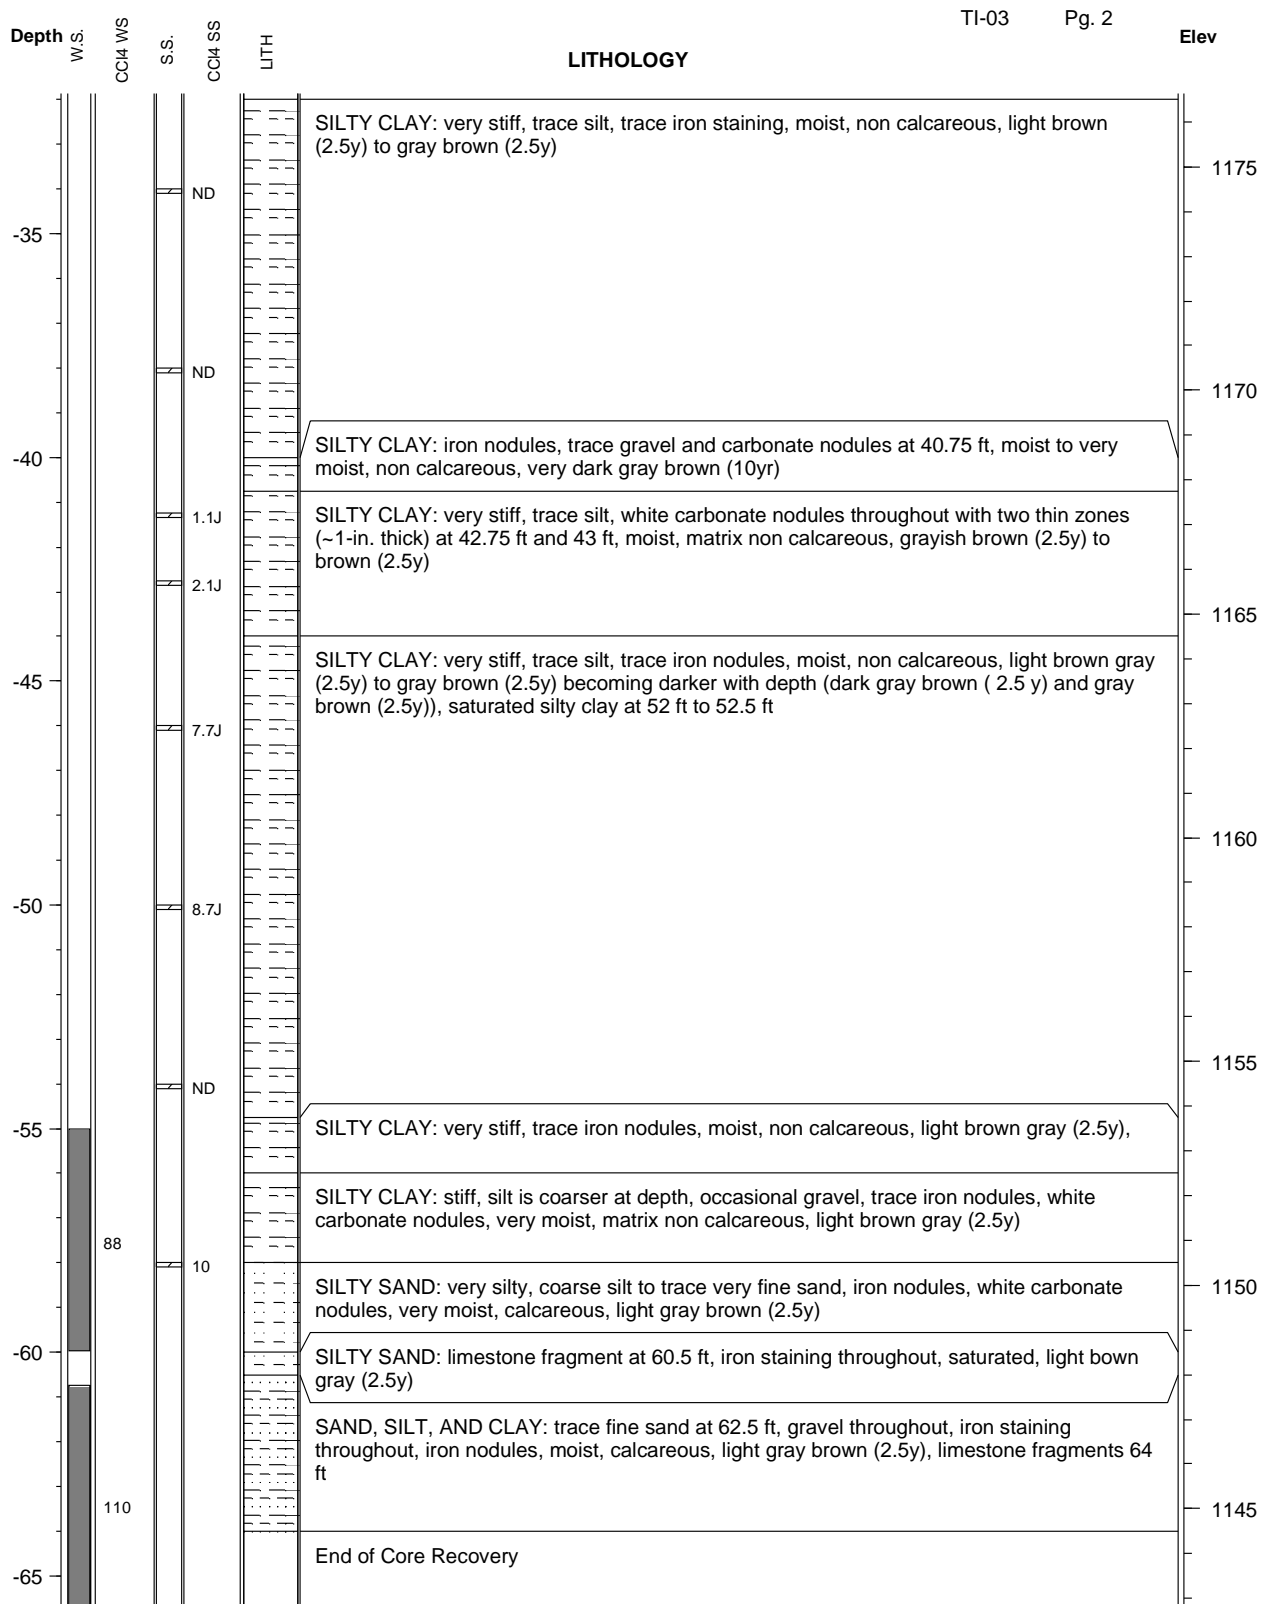 TI-03 Pg. 2
Depth W.S. CCl4 WS S.S. CCl4 SS LITH LITHOLOGY Elev
SILTY CLAY: very stiff, trace silt, trace iron staining, moist, non calcareous, light brown
(2.5y) to gray brown (2.5y)
1175
ND
-35
ND
1170
SILTY CLAY: iron nodules, trace gravel and carbonate nodules at 40.75 ft, moist to very
moist, non calcareous, very dark gray brown (10yr)
-40
SILTY CLAY: very stiff, trace silt, white carbonate nodules throughout with two thin zones
(~1-in. thick) at 42.75 ft and 43 ft, moist, matrix non calcareous, grayish brown (2.5y) to
brown (2.5y)
1.1J
2.1J
1165
SILTY CLAY: very stiff, trace silt, trace iron nodules, moist, non calcareous, light brown gray
(2.5y) to gray brown (2.5y) becoming darker with depth (dark gray brown ( 2.5 y) and gray
brown (2.5y)), saturated silty clay at 52 ft to 52.5 ft
-45
7.7J
1160
-50
8.7J
1155
ND
-55
SILTY CLAY: very stiff, trace iron nodules, moist, non calcareous, light brown gray (2.5y),
SILTY CLAY: stiff, silt is coarser at depth, occasional gravel, trace iron nodules, white
carbonate nodules, very moist, matrix non calcareous, light brown gray (2.5y)
88
10
SILTY SAND: very silty, coarse silt to trace very fine sand, iron nodules, white carbonate
nodules, very moist, calcareous, light gray brown (2.5y)
1150
-60
SILTY SAND: limestone fragment at 60.5 ft, iron staining throughout, saturated, light bown
gray (2.5y)
SAND, SILT, AND CLAY: trace fine sand at 62.5 ft, gravel throughout, iron staining
throughout, iron nodules, moist, calcareous, light gray brown (2.5y), limestone fragments 64
ft
110
1145
End of Core Recovery
-65